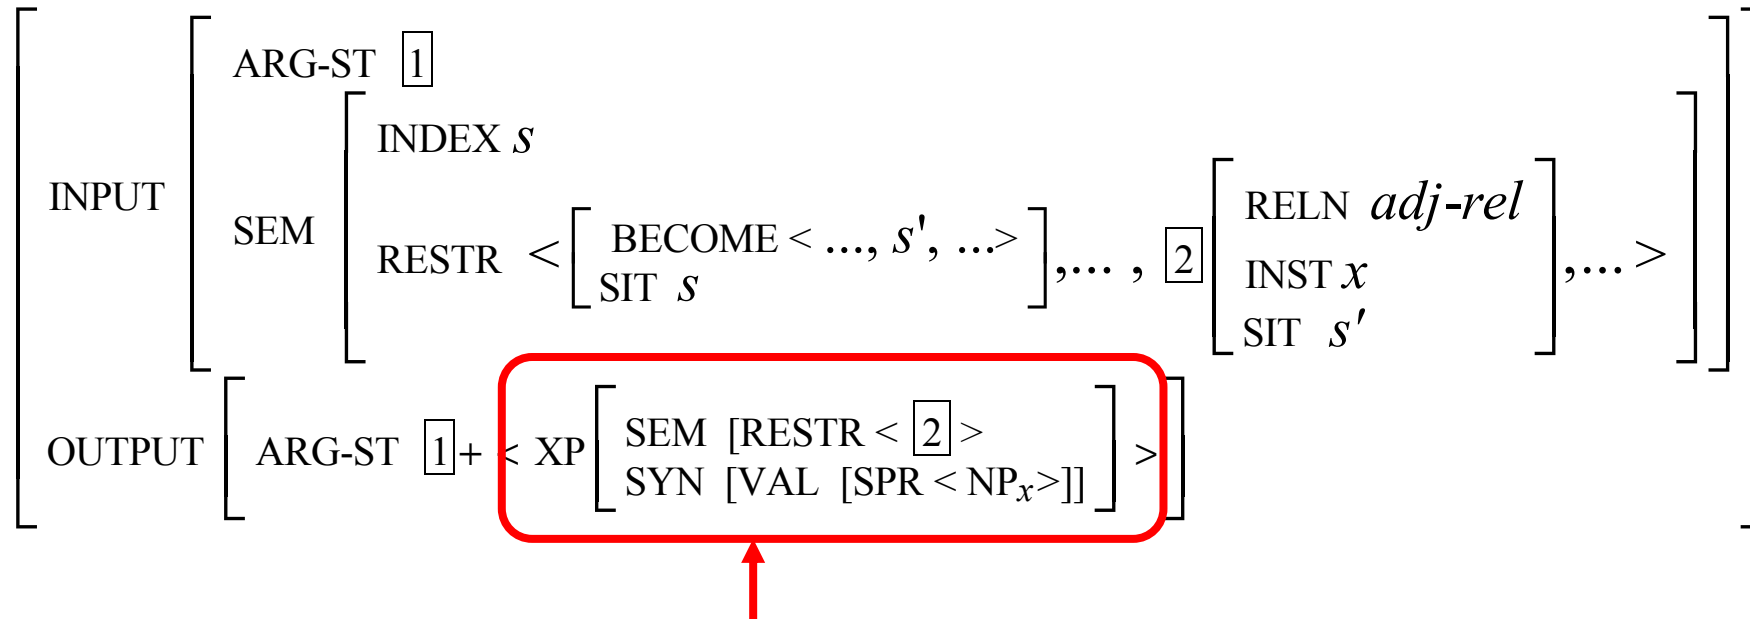 ARG-ST 1
INDEX s
INPUT
SEM
RESTR < BECOME < ..., s', ...> SIT s ,... , 2 RELN adj-rel INST x SIT s' ,... >
OUTPUT ARG-ST 1 + < XP SEM [RESTR < 2 > >
SYN [VAL [SPR < NPx>]]